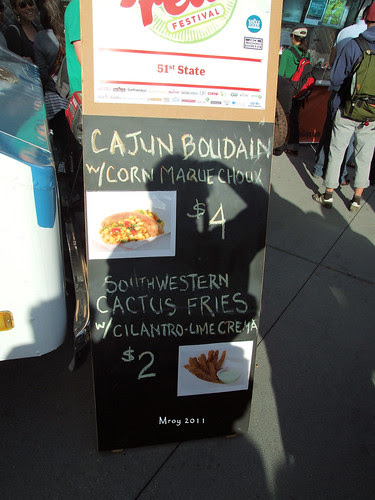 FESTIVAL
51st State
CAJUN BOUDAIN
W/CORN MAQUE CHOUX
$4
SOUTHWESTERN
CACTUS FRIES
W/CILANTRO-LIME CREMA
$2
Mroy 2011